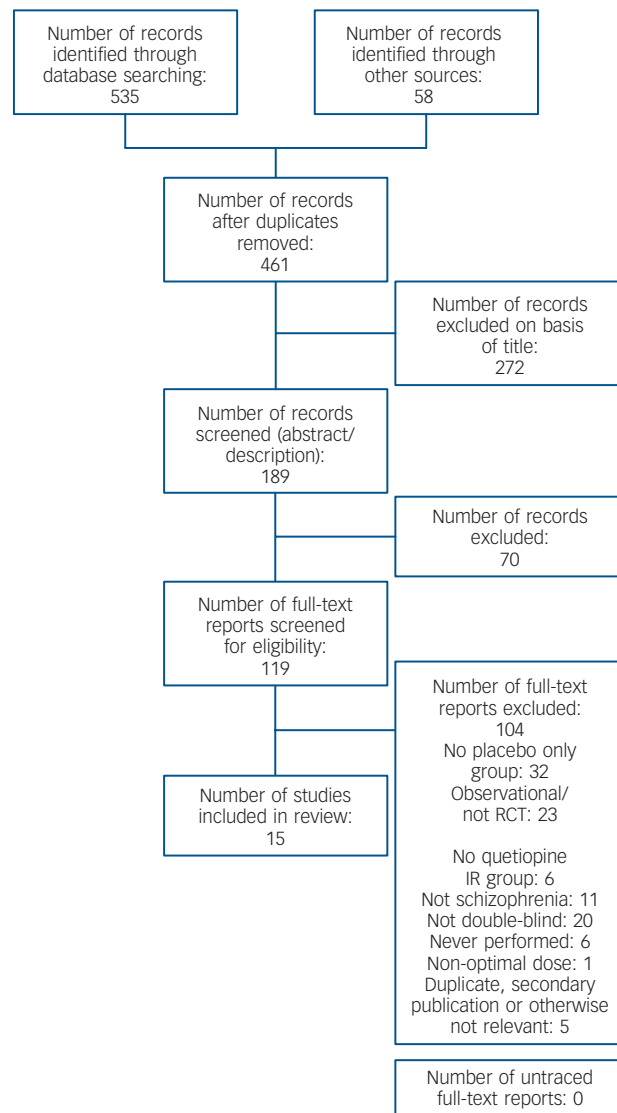 Number of records
identified through
database searching:
535
Number of records
identified through
other sources:
58
Number of records
after duplicates
removed:
461
Number of records
excluded on basis
of title:
272
Number of records
screened (abstract/
description):
189
Number of records
excluded:
70
Number of full-text
reports screened
for eligibility:
119
Number of full-text
reports excluded:
104
No placebo only
group: 32
Observational/
not RCT: 23
No quetiopine
IR group: 6
Not schizophrenia: 11
Not double-blind: 20
Never performed: 6
Non-optimal dose: 1
Duplicate, secondary
publication or otherwise
not relevant: 5
Number of studies
included in review:
15
Number of untraced
full-text reports: 0